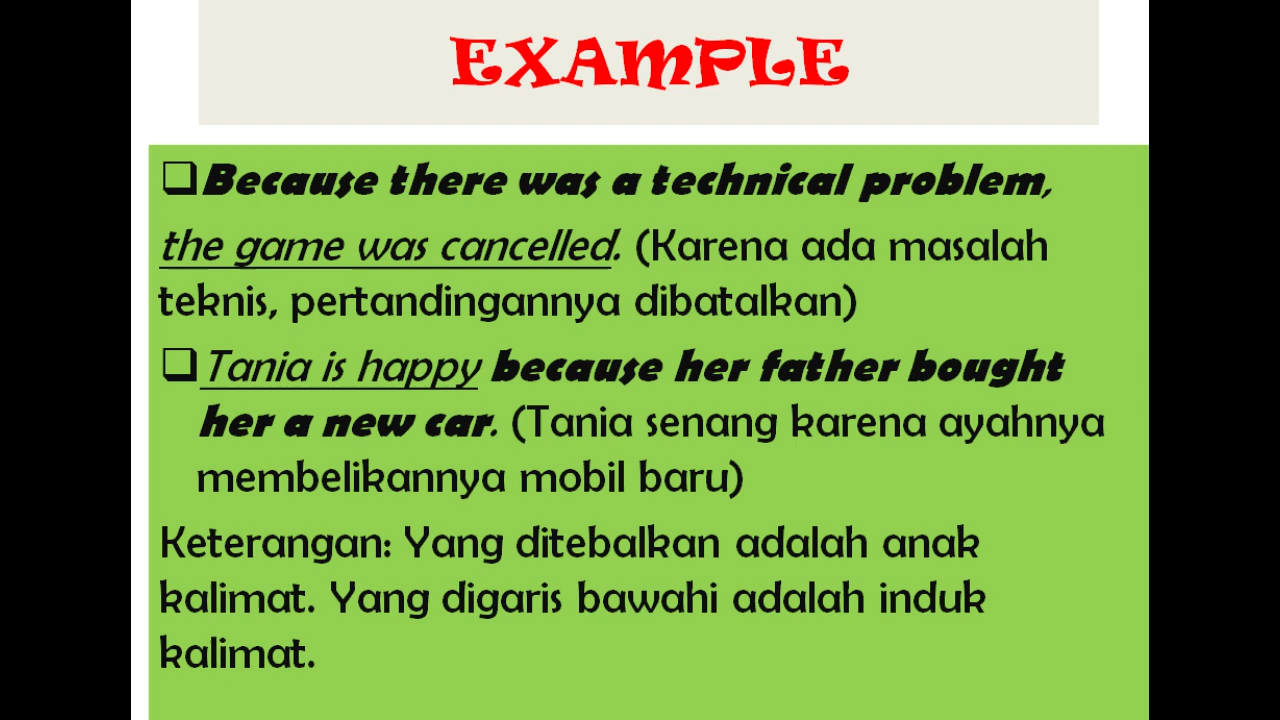 EXAMPLE
❑Because there was a technical problem,
the game was cancelled. (Karena ada masalah
teknis, pertandingannya dibatalkan)
❑Tania is happy because her father bought
her a new car. (Tania senang karena ayahnya
membelikannya mobil baru)
Keterangan: Yang ditebalkan adalah anak
kalimat. Yang digaris bawahi adalah induk
kalimat.